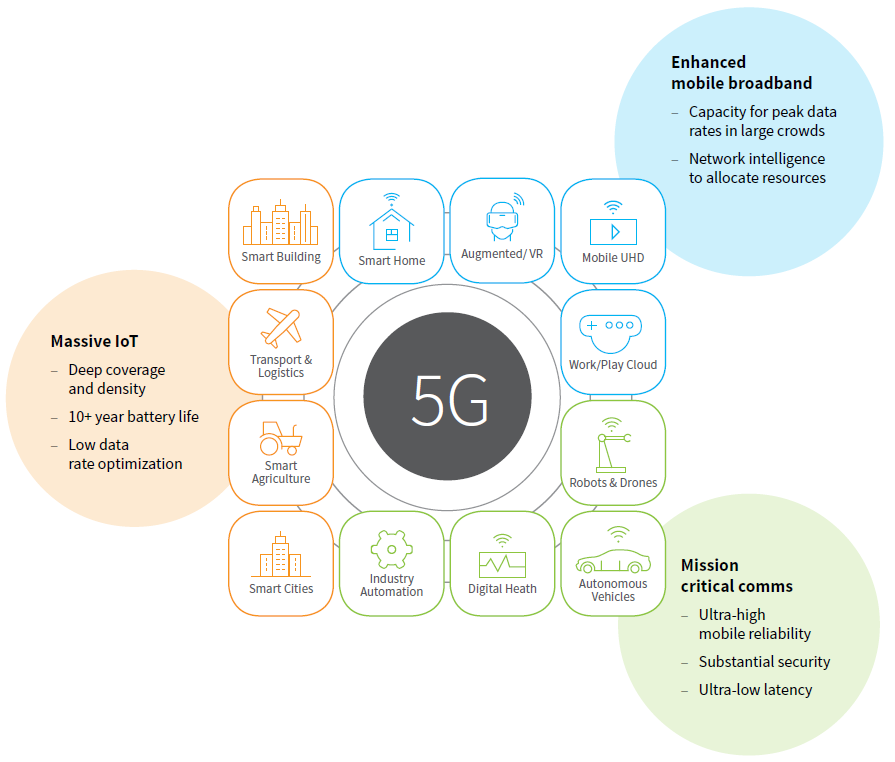 Enhanced
mobile broadband
– Capacity for peak data
rates in large crowds
– Network intelligence
to allocate resources
Smart Building
Smart Home
Augmented/ VR
Mobile UHD
Massive IoT
– Deep coverage
and density
– 10+ year battery life
– Low data
rate optimization
Transport &
Logistics
5G
Work/Play Cloud
Smart
Agriculture
Robots & Drones
Smart Cities
Industry
Automation
Digital Heath
Autonomous
Vehicles
Mission
critical comms
– Ultra-high
mobile reliability
– Substantial security
– Ultra-low latency